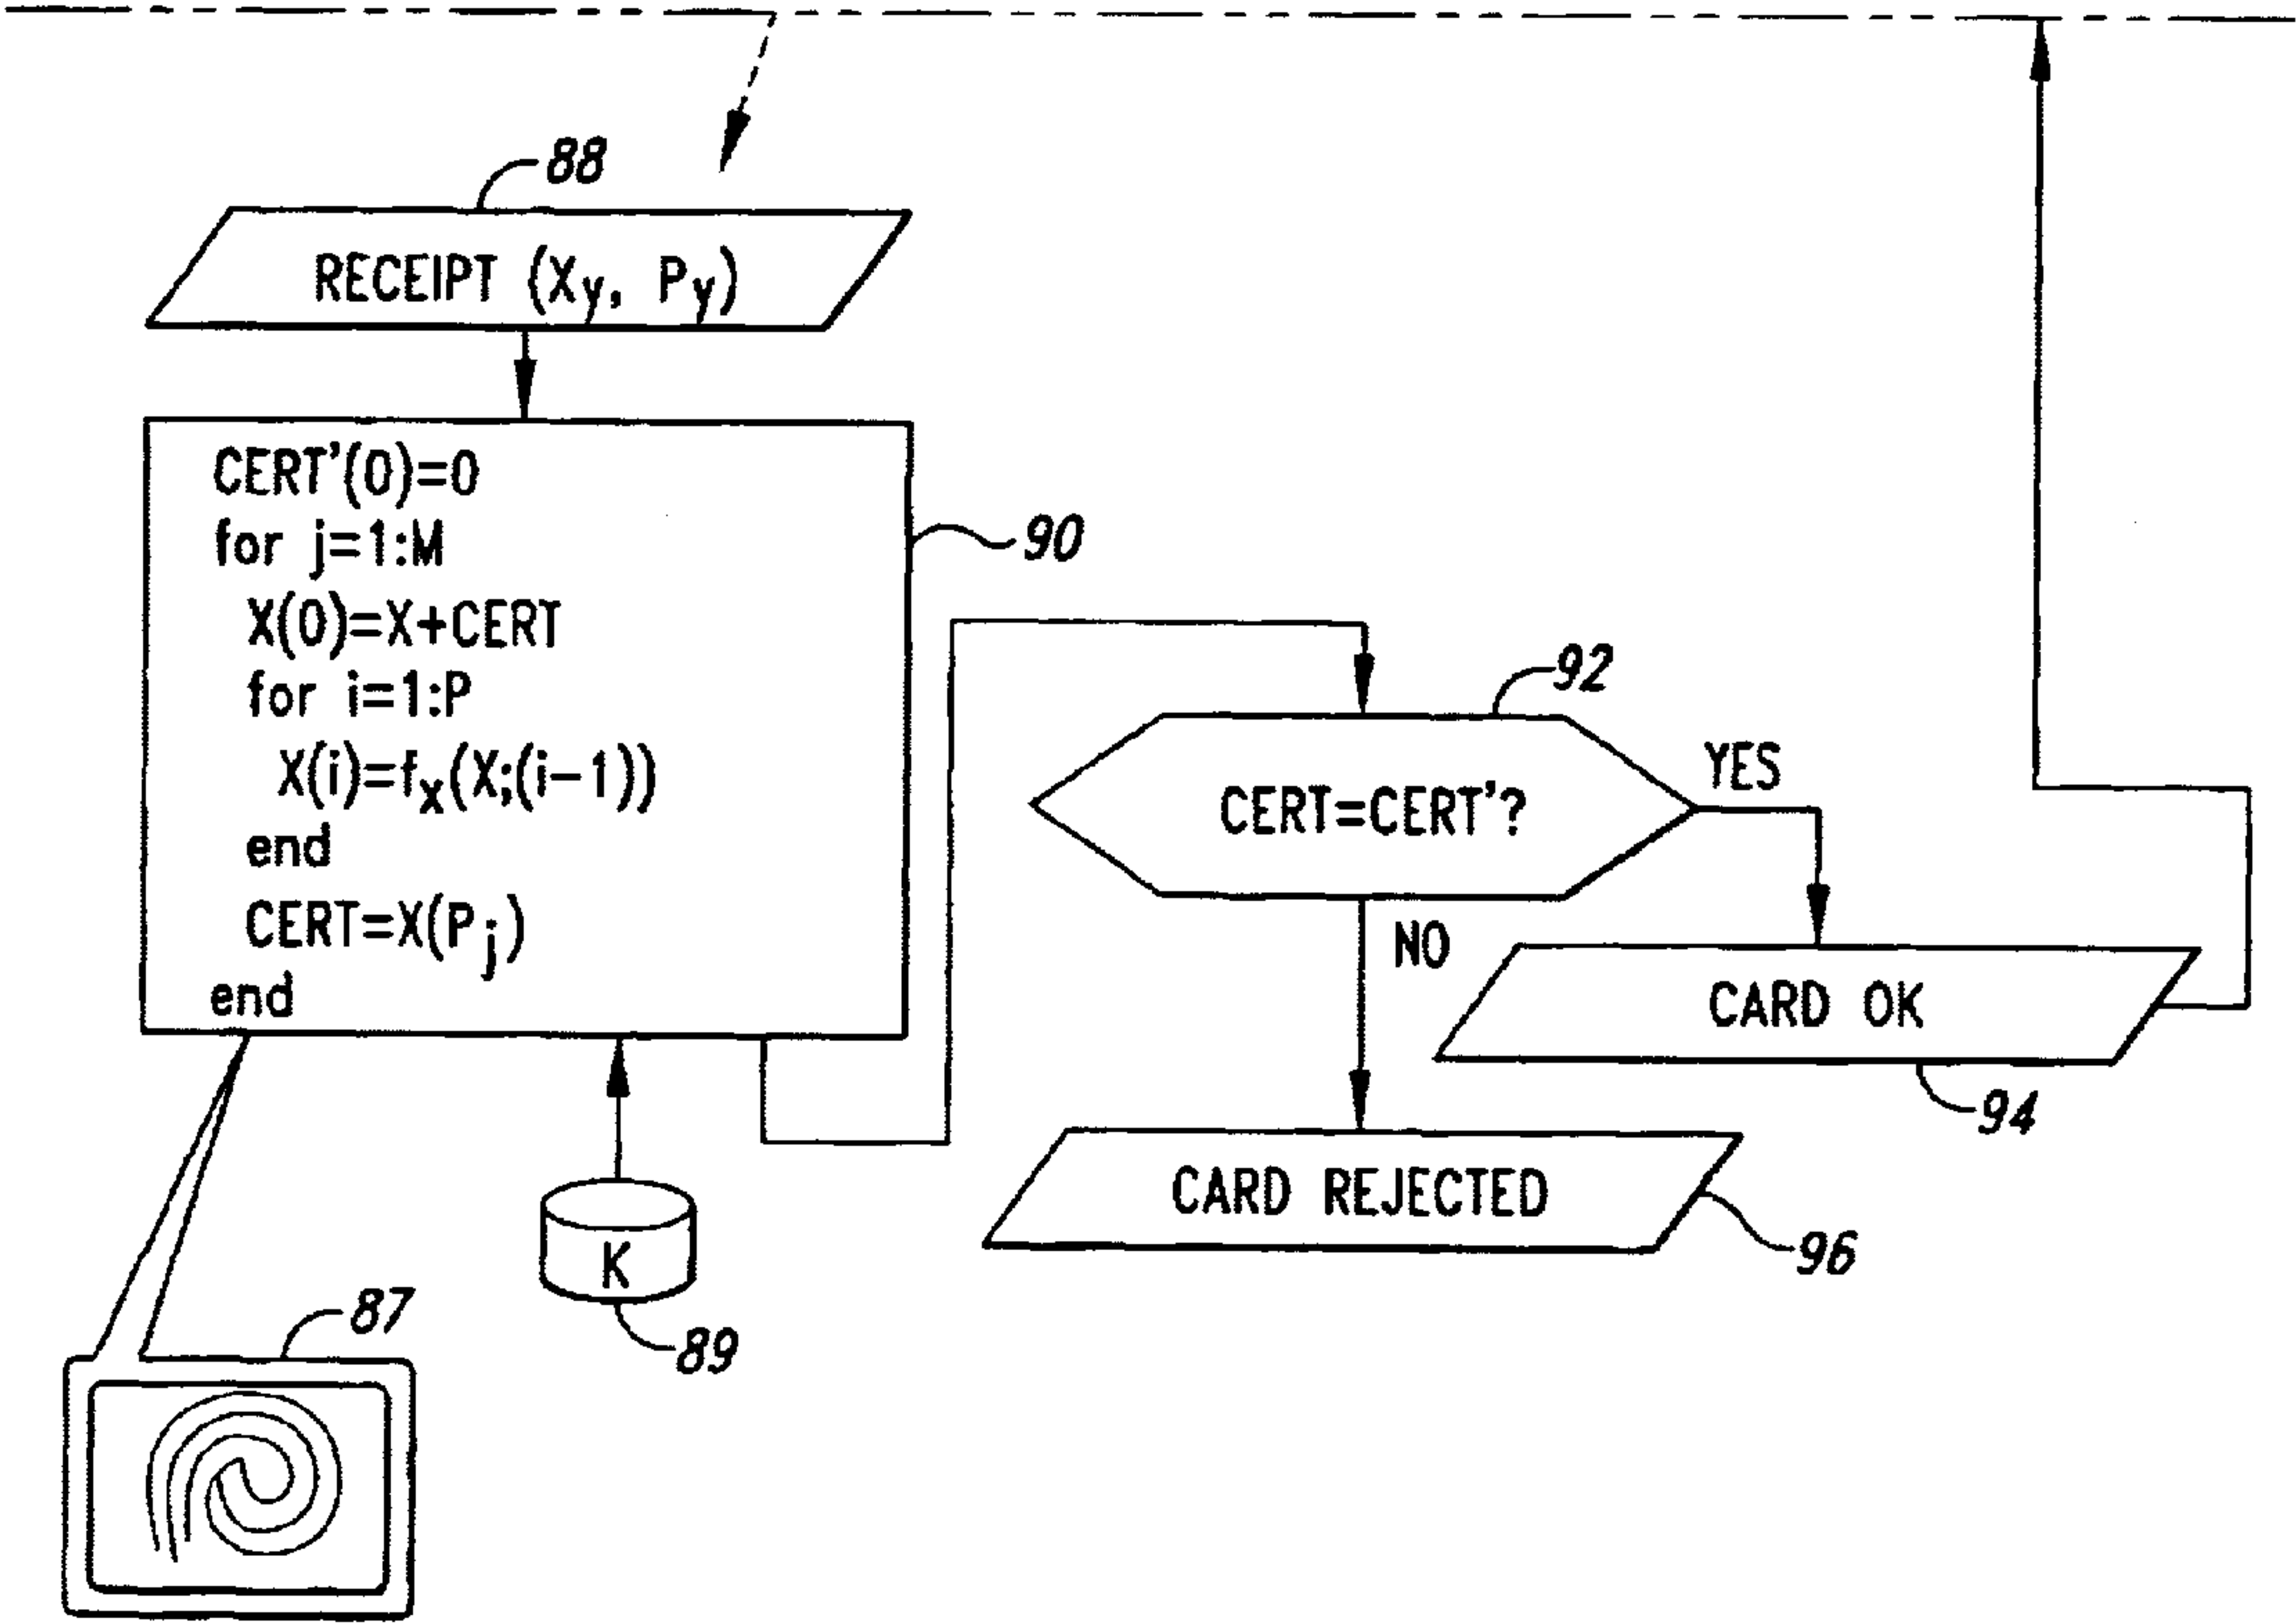 88
RECEIPT (Xy, Py)
CERT'(0)=0
for j=1:M
X(0)=X+CERT
for i=1:P
X(i)=fx(X;(i-1))
end
CERT=X(Pj)
end
90
92
CERT=CERT'?
YES
NO
CARD OK
94
CARD REJECTED
96
K
89
87